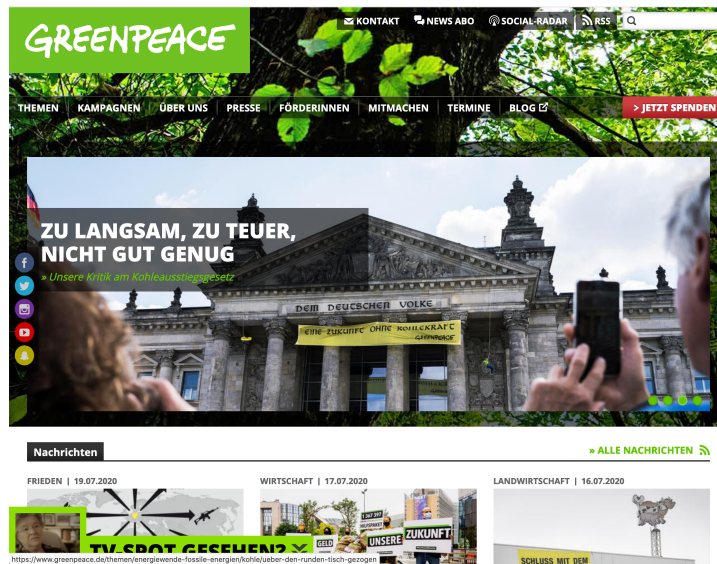 GREENPEACE
KONTAKT NEWS ABO SOCIAL-RADAR RSS
THEMEN KAMPAGNEN ÜBER UNS PRESSE FÖRDERINNEN MITMACHEN TERMINE BLOG > JETZT SPENDEN
ZU LANGSAM, ZU TEUER,
NICHT GUT GENUG
» Unsere Kritik am Kohleausstiegsgesetz
DEM DEUTSCHEN VOLKE
EINE ZUKUNFT OHNE KOHLEKRAFT
GREENPEACE
Nachrichten » ALLE NACHRICHTEN
FRIEDEN | 19.07.2020 WIRTSCHAFT | 17.07.2020 LANDWIRTSCHAFT | 16.07.2020
GELD
UNSERE ZUKUNFT
TV-SPOT GESEHEN?
SCHLUSS MIT DEM
https://www.greenpeace.de/themen/energiewende-fossile-energien/kohle/ueber-den-runden-tisch-gezogen